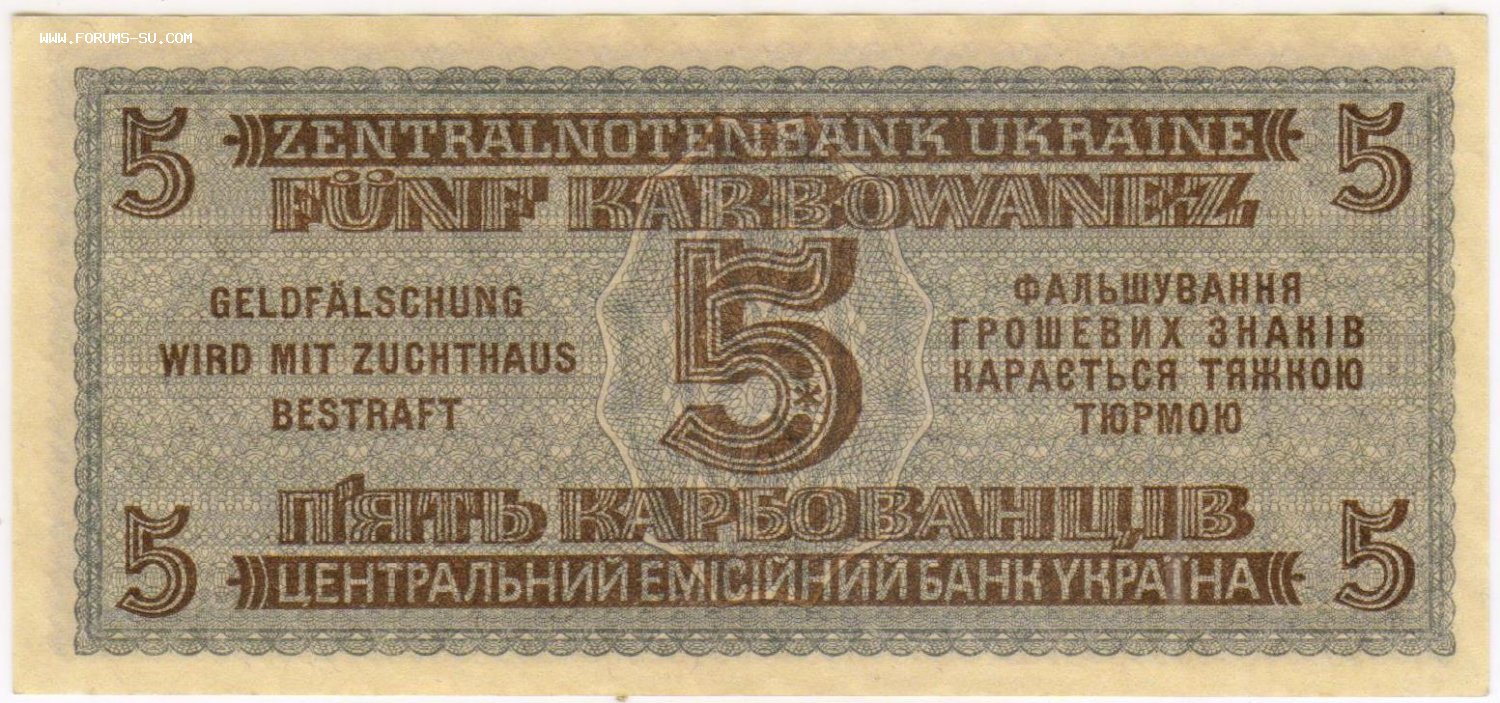 WWW.FORUMS-SU.COM
5 ZENTRALNOTENBANK UKRAINE 5
FÜNF KARBOWANEZ
5
GELDFÄLSCHUNG
WIRD MIT ZUCHTHAUS
BESTRAFT
ФАЛЬШУВАННЯ
ГРОШЕВИХ ЗНАКІВ
КАРАЄТЬСЯ ТЯЖКОЮ
ТЮРМОЮ
П'ЯТЬ КАРБОВАНЦІВ
5 ЦЕНТРАЛЬНИЙ ЕМІСІЙНИЙ БАНК УКРАЇНА 5